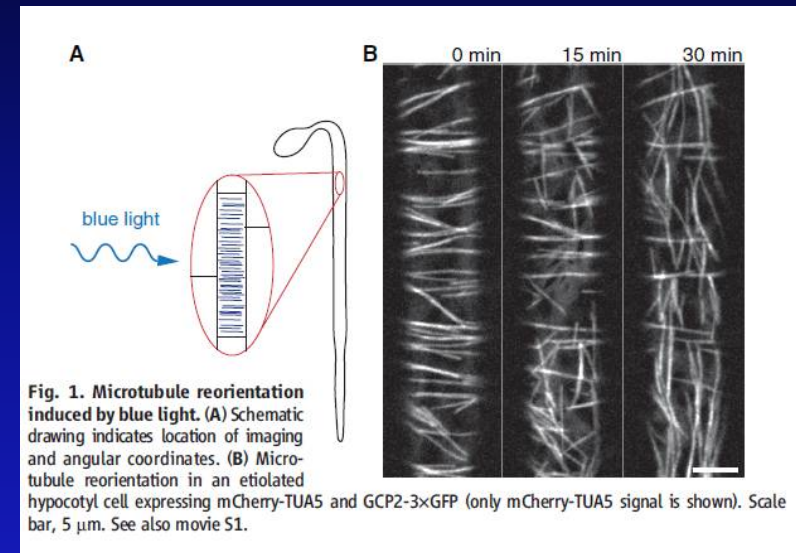 A
B
0 min 15 min 30 min
blue light
Fig. 1. Microtubule reorientation
induced by blue light. (A) Schematic
drawing indicates location of imaging
and angular coordinates. (B) Micro-
tubule reorientation in an etiolated
hypocotyl cell expressing mCherry-TUA5 and GCP2-3×GFP (only mCherry-TUA5 signal is shown). Scale
bar, 5 μm. See also movie S1.